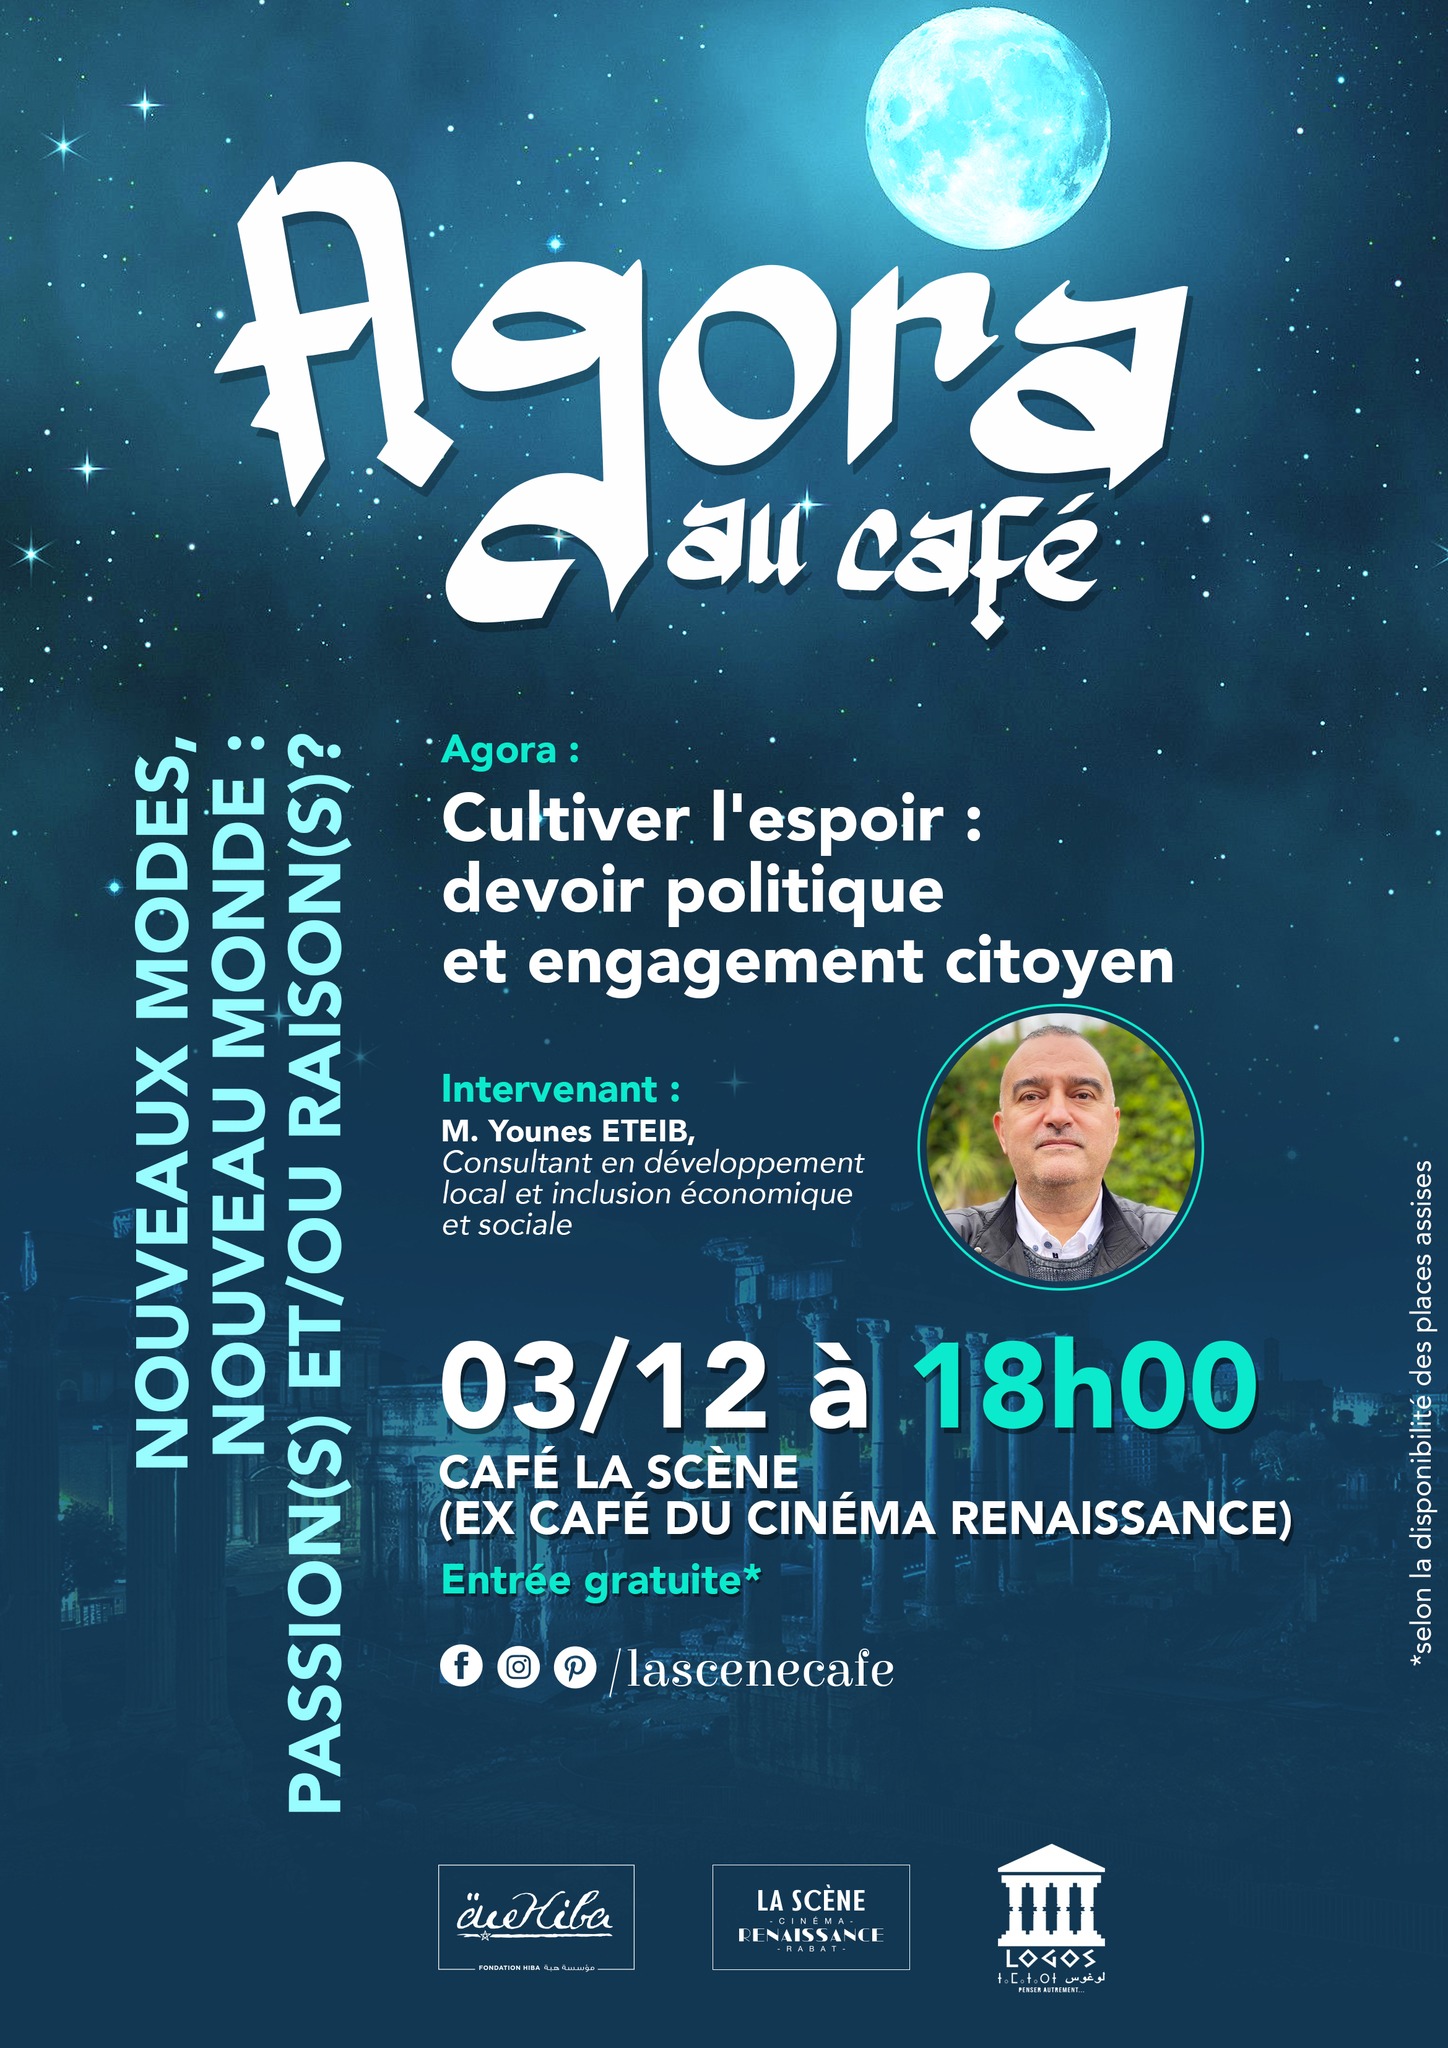 Agora
au café
NOUVEAUX MODES,
NOUVEAU MONDE :
PASSION(S) ET/OU RAISON(S)?
Agora :
Cultiver l'espoir :
devoir politique
et engagement citoyen
Intervenant :
M. Younes ETEIB,
Consultant en développement
local et inclusion économique
et sociale
03/12 à 18h00
CAFÉ LA SCÈNE
(EX CAFÉ DU CINÉMA RENAISSANCE)
Entrée gratuite*
/lascenecafe
*selon la disponibilité des places assises
FONDATION HIBA مؤسسة هبة
LA SCÈNE
- CINÉMA -
RENAISSANCE
- RABAT -
LOGOS
لوغوس
PENSER AUTREMENT...